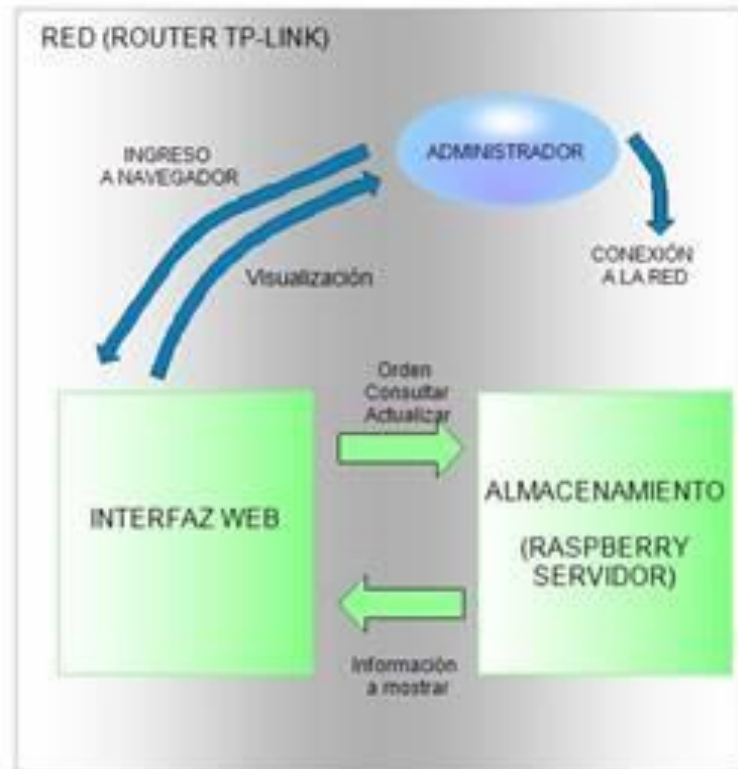 RED (ROUTER TP-LINK)
INGRESO
A NAVEGADOR
ADMINISTRADOR
CONEXIÓN
A LA RED
Visualización
Orden
Consultar
Actualizar
INTERFAZ WEB
ALMACENAMIENTO
(RASPBERRY
SERVIDOR)
Información
a mostrar